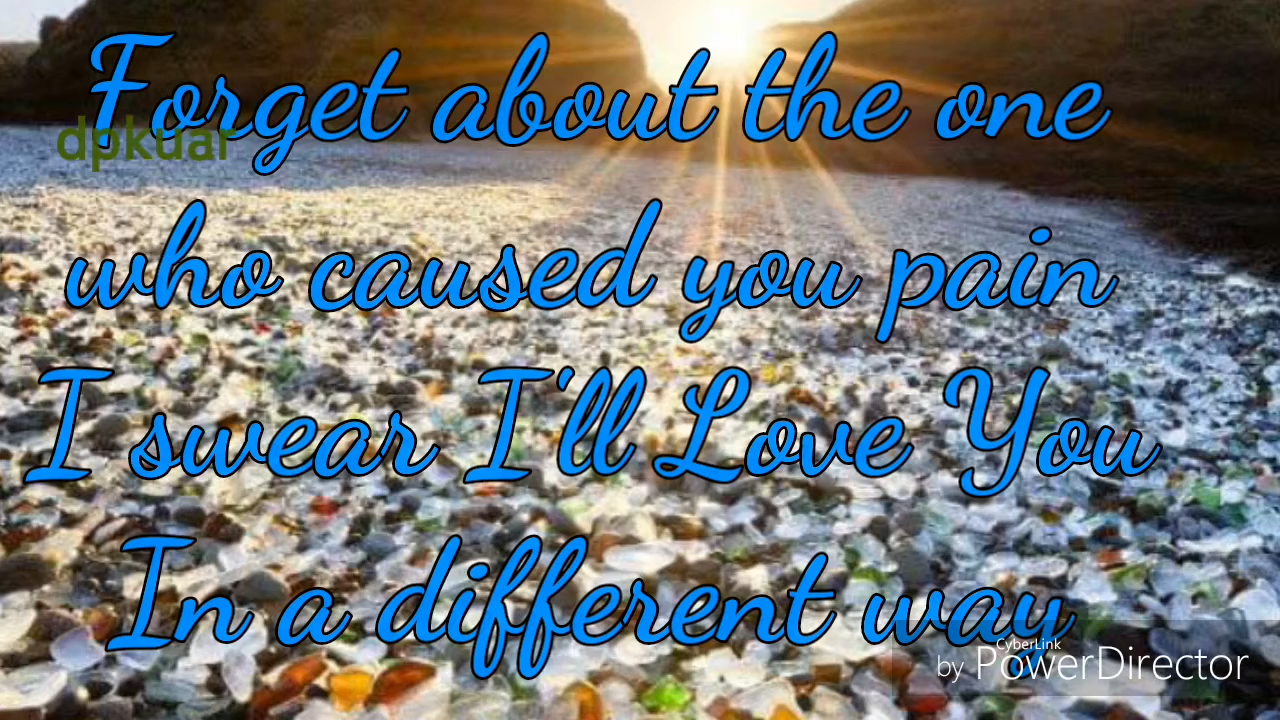 Forget about the one
dpkuar
who caused you pain
I swear I'll Love You
In a different way
CyberLink
by PowerDirector